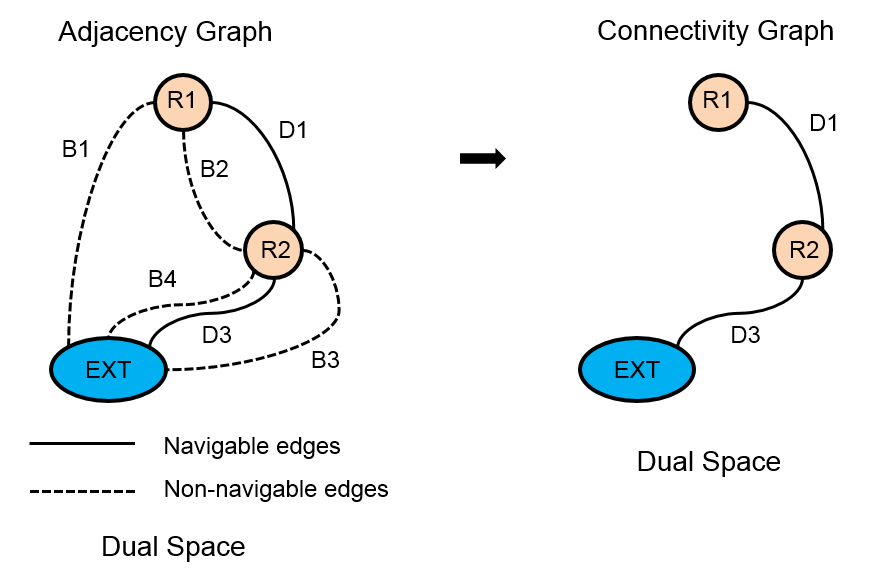 Adjacency Graph
Connectivity Graph
R1
D1
B1
B2
R2
B4
D3
B3
EXT
Navigable edges
Non-navigable edges
Dual Space
R1
D1
R2
D3
EXT
Dual Space